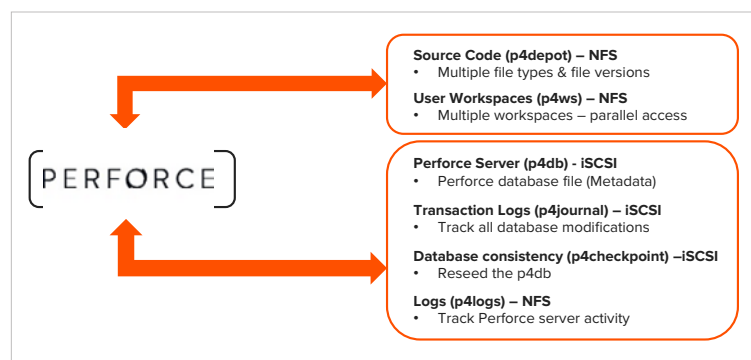 Source Code (p4depot) – NFS
• Multiple file types & file versions
User Workspaces (p4ws) – NFS
• Multiple workspaces – parallel access
[PERFORCE]
Perforce Server (p4db) - iSCSI
• Perforce database file (Metadata)
Transaction Logs (p4journal) – iSCSI
• Track all database modifications
Database consistency (p4checkpoint) –iSCSI
• Reseed the p4db
Logs (p4logs) – NFS
• Track Perforce server activity